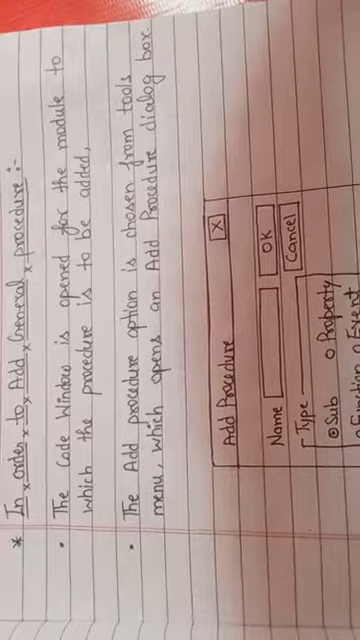 * In order to Add General procedure :-
• The Code Window is opened for the module to
which the procedure is to be added,
• The Add procedure option is chosen from tools
menu, which opens an Add Procedure dialog box.
Add Procedure X
Name OK
Type Cancel
Sub Property
Function Event